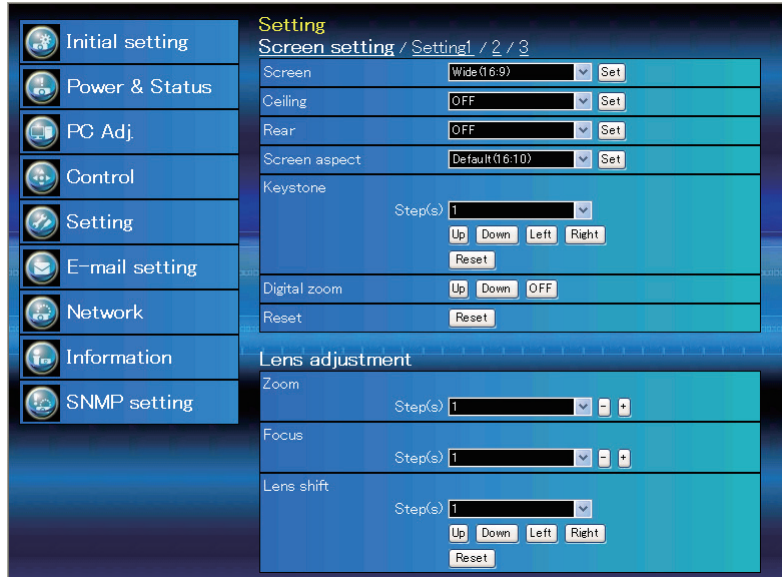 Initial setting
Power & Status
PC Adj.
Control
Setting
E-mail setting
Network
Information
SNMP setting
Setting
Screen setting / Setting1 / 2 / 3
Screen Wide(16:9) Set
Ceiling OFF Set
Rear OFF Set
Screen aspect Default(16:10) Set
Keystone
Step(s) 1
Up Down Left Right
Reset
Digital zoom Up Down OFF
Reset Reset
Lens adjustment
Zoom
Step(s) 1 - +
Focus
Step(s) 1 - +
Lens shift
Step(s) 1
Up Down Left Right
Reset